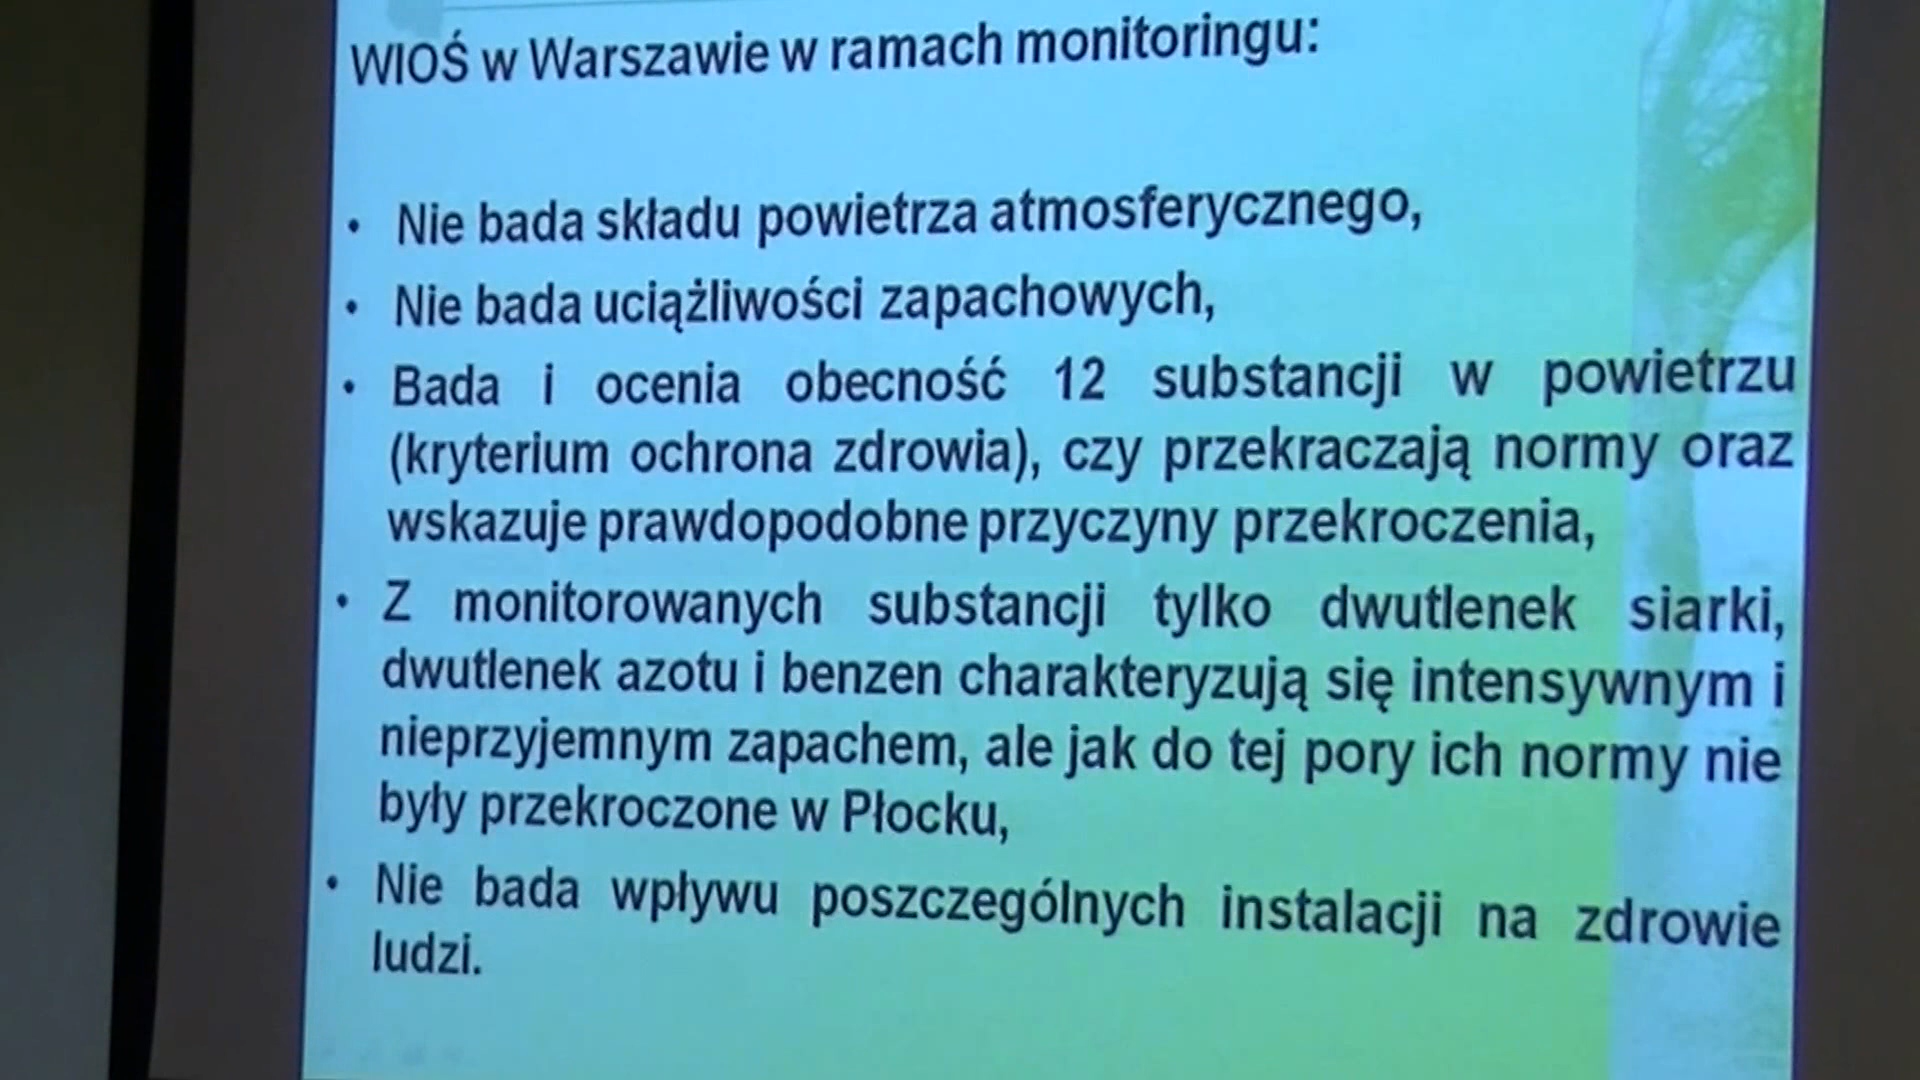 WIOŚ w Warszawie w ramach monitoringu:
• Nie bada składu powietrza atmosferycznego,
• Nie bada uciążliwości zapachowych,
• Bada i ocenia obecność 12 substancji w powietrzu
(kryterium ochrona zdrowia), czy przekraczają normy oraz
wskazuje prawdopodobne przyczyny przekroczenia,
• Z monitorowanych substancji tylko dwutlenek siarki,
dwutlenek azotu i benzen charakteryzują się intensywnym i
nieprzyjemnym zapachem, ale jak do tej pory ich normy nie
były przekroczone w Płocku,
• Nie bada wpływu poszczególnych instalacji na zdrowie
ludzi.